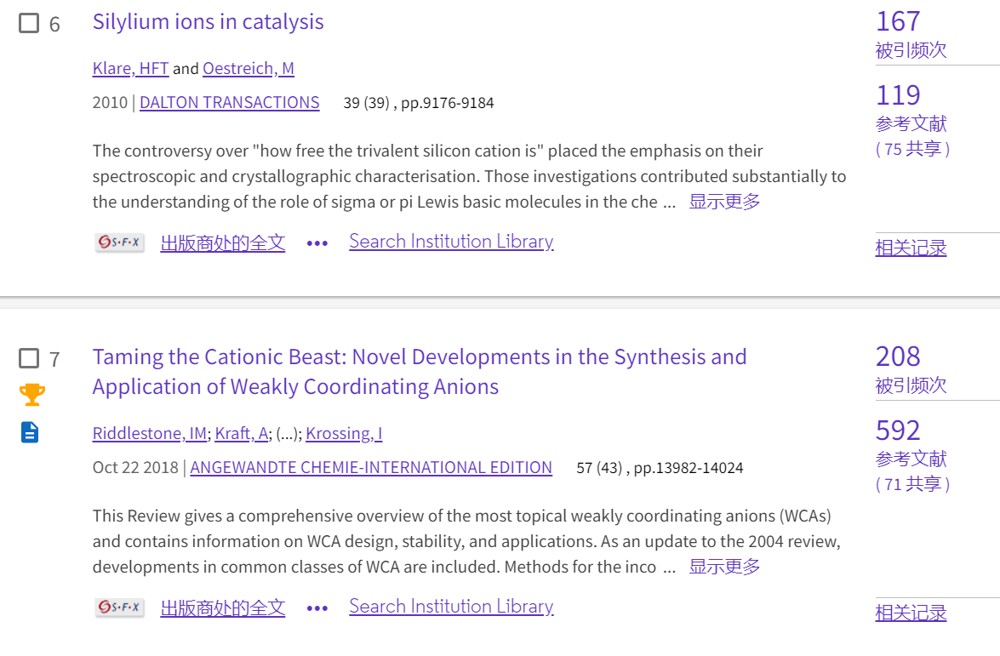 6
Silylium ions in catalysis
167
被引频次
Klare, HFT and Oestreich, M
2010 | DALTON TRANSACTIONS 39 (39) , pp.9176-9184
119
参考文献
( 75 共享 )
The controversy over "how free the trivalent silicon cation is" placed the emphasis on their
spectroscopic and crystallographic characterisation. Those investigations contributed substantially to
the understanding of the role of sigma or pi Lewis basic molecules in the che ... 显示更多
S·F·X 出版商处的全文 ••• Search Institution Library
相关记录
7
Taming the Cationic Beast: Novel Developments in the Synthesis and
Application of Weakly Coordinating Anions
208
被引频次
Riddlestone, IM; Kraft, A; (...); Krossing, I
Oct 22 2018 | ANGEWANDTE CHEMIE-INTERNATIONAL EDITION 57 (43) , pp.13982-14024
592
参考文献
( 71 共享 )
This Review gives a comprehensive overview of the most topical weakly coordinating anions (WCAs)
and contains information on WCA design, stability, and applications. As an update to the 2004 review,
developments in common classes of WCA are included. Methods for the inco ... 显示更多
S·F·X 出版商处的全文 ••• Search Institution Library
相关记录